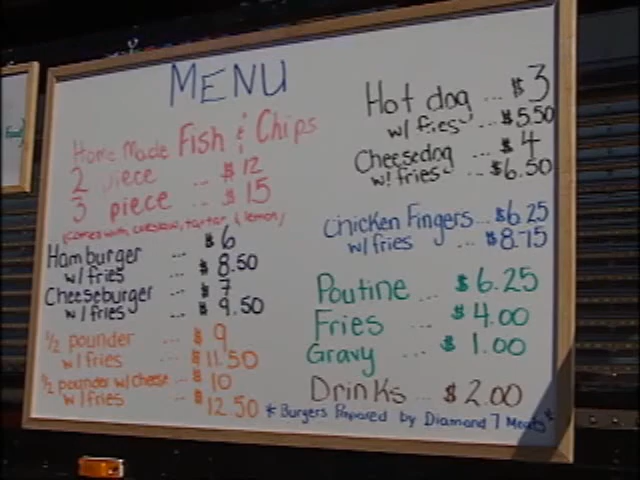 MENU
Home Made Fish & Chips
2 piece ... $12
3 piece ... $15
(comes with coleslaw, tartar, & lemon)
Hamburger ... $6
w/ fries ... $8.50
Cheeseburger ... $7
w/ fries ... $9.50
1/2 pounder ... $9
w/ fries ... $11.50
1/2 pounder w/ cheese ... $10
w/ fries ... $12.50
Hot dog ... $3
w/ fries ... $5.50
Cheesedog ... $4
w/ fries ... $6.50
Chicken Fingers ... $6.25
w/ fries ... $8.75
Poutine ... $6.25
Fries ... $4.00
Gravy ... $1.00
Drinks ... $2.00
* Burgers Prepared by Diamond 7 Meats *